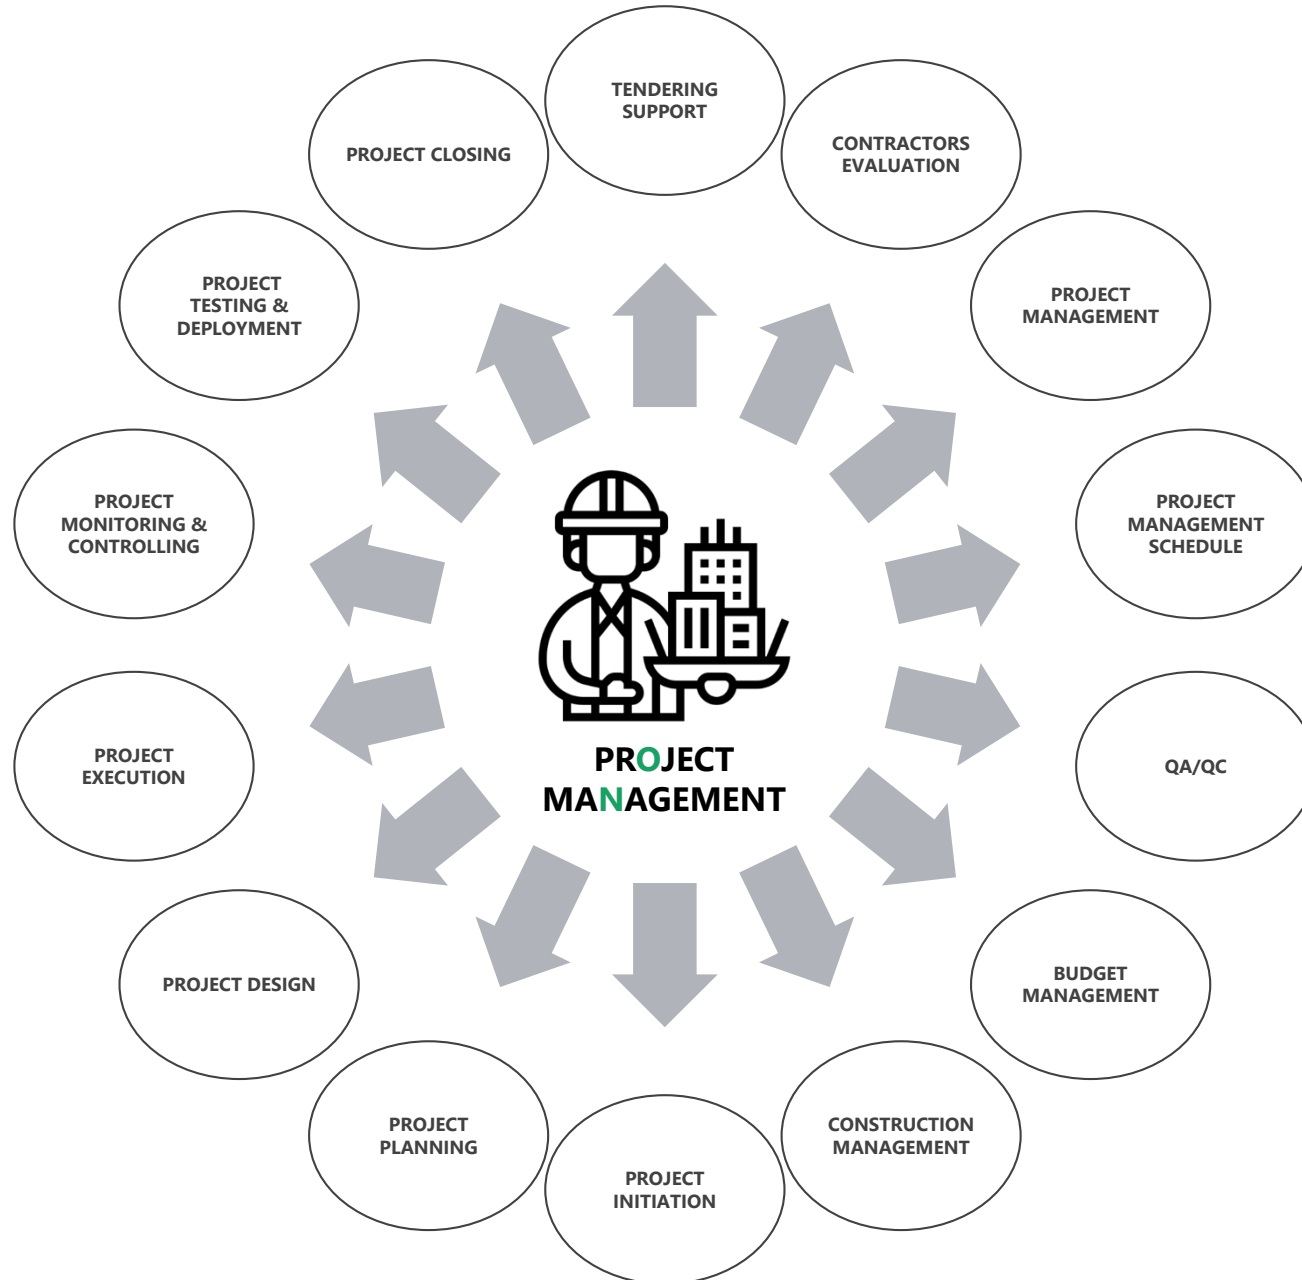 TENDERING
SUPPORT
CONTRACTORS
EVALUATION
PROJECT
MANAGEMENT
PROJECT
MANAGEMENT
SCHEDULE
QA/QC
BUDGET
MANAGEMENT
CONSTRUCTION
MANAGEMENT
PROJECT
INITIATION
PROJECT
PLANNING
PROJECT DESIGN
PROJECT
EXECUTION
PROJECT
MONITORING &
CONTROLLING
PROJECT
TESTING &
DEPLOYMENT
PROJECT CLOSING
PROJECT
MANAGEMENT